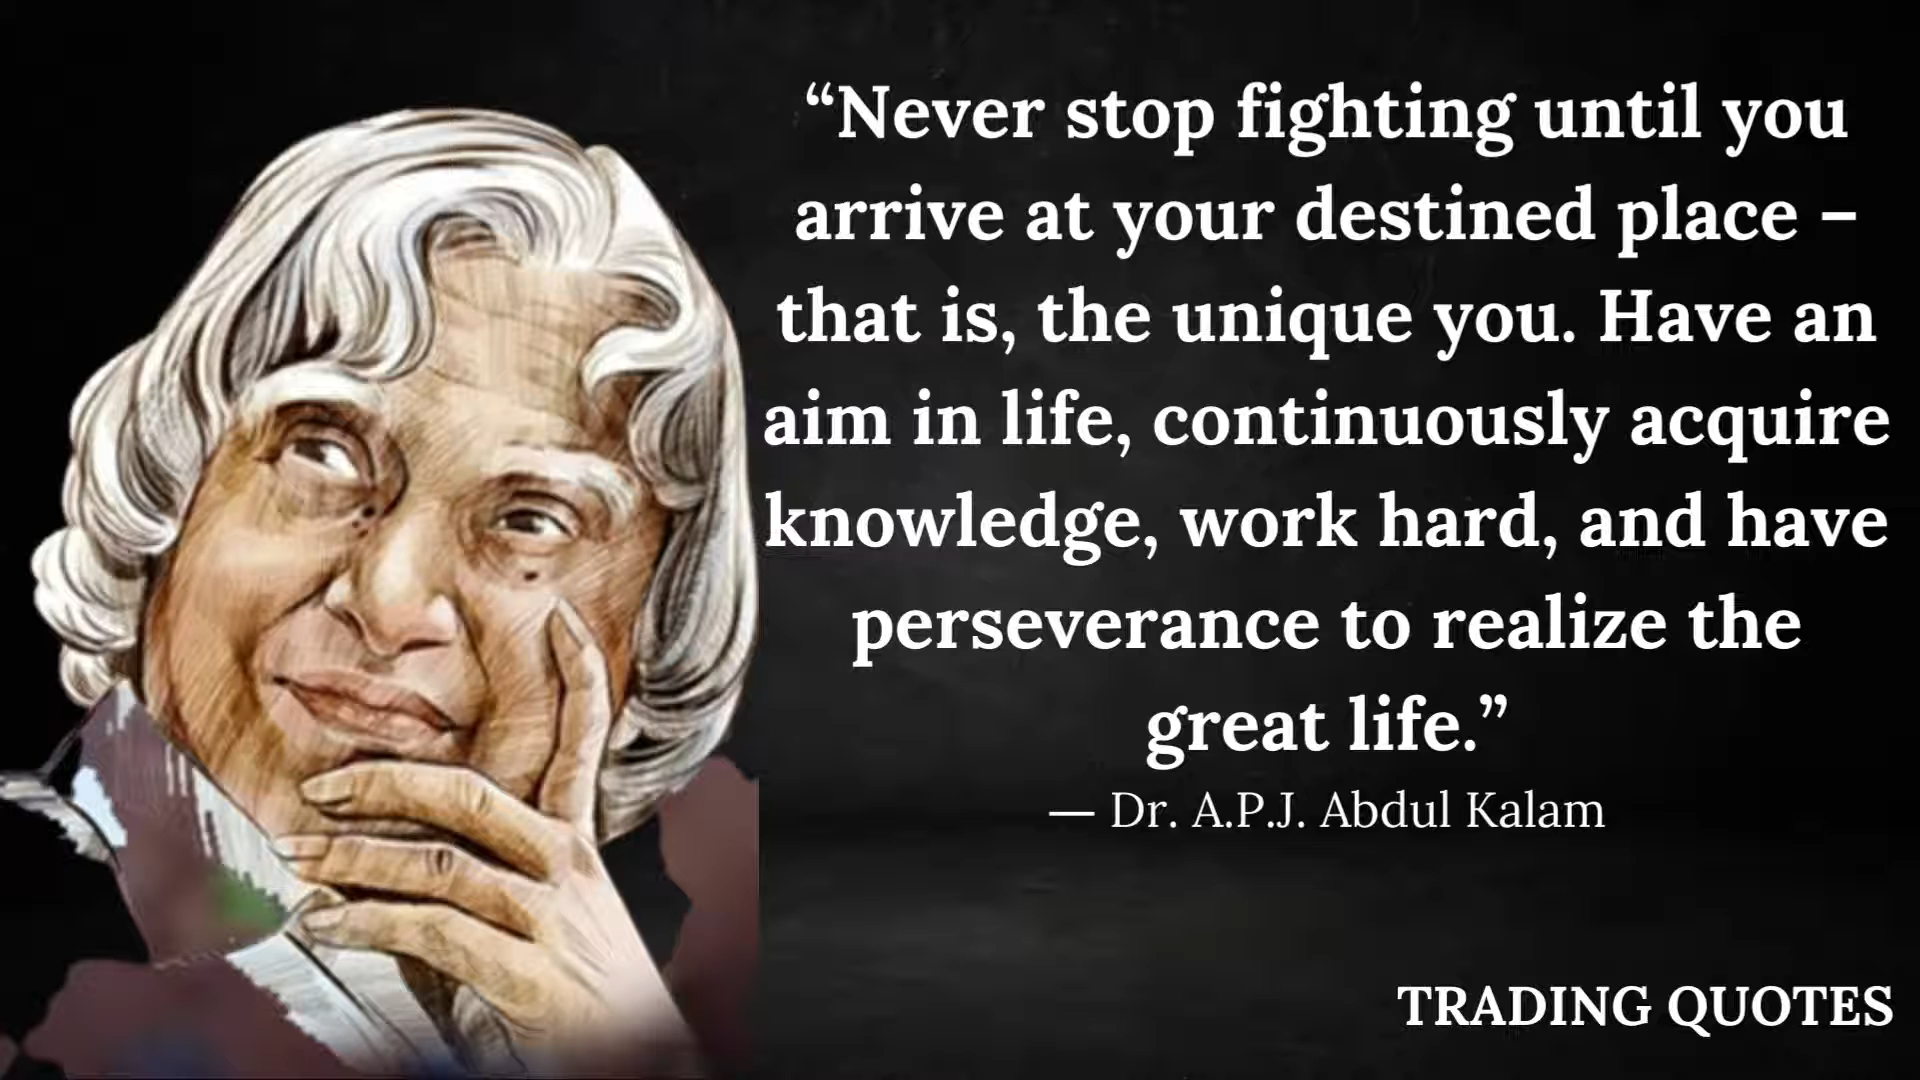 “Never stop fighting until you
arrive at your destined place –
that is, the unique you. Have an
aim in life, continuously acquire
knowledge, work hard, and have
perseverance to realize the
great life.”
— Dr. A.P.J. Abdul Kalam
TRADING QUOTES